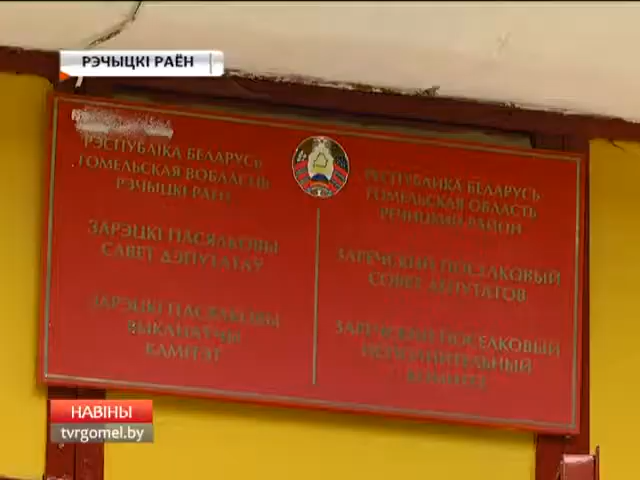 РЭЧЫЦКІ РАЁН
РЭСПУБЛІКА БЕЛАРУСЬ
ГОМЕЛЬСКАЯ ВОБЛАСЦЬ
РЭЧЫЦКІ РАЁН
ЗАРЭЦКІ ПАСЯЛКОВЫ
САВЕТ ДЭПУТАТАЎ
ЗАРЭЦКІ ПАСЯЛКОВЫ
ВЫКАНАЎЧЫ
КАМІТЭТ
РЕСПУБЛИКА БЕЛАРУСЬ
ГОМЕЛЬСКАЯ ОБЛАСТЬ
РЕЧИЦКИЙ РАЙОН
ЗАРЕЧСКИЙ ПОСЕЛКОВЫЙ
СОВЕТ ДЕПУТАТОВ
ЗАРЕЧСКИЙ ПОСЕЛКОВЫЙ
ИСПОЛНИТЕЛЬНЫЙ
КОМИТЕТ
НАВІНЫ
tvrgomel.by